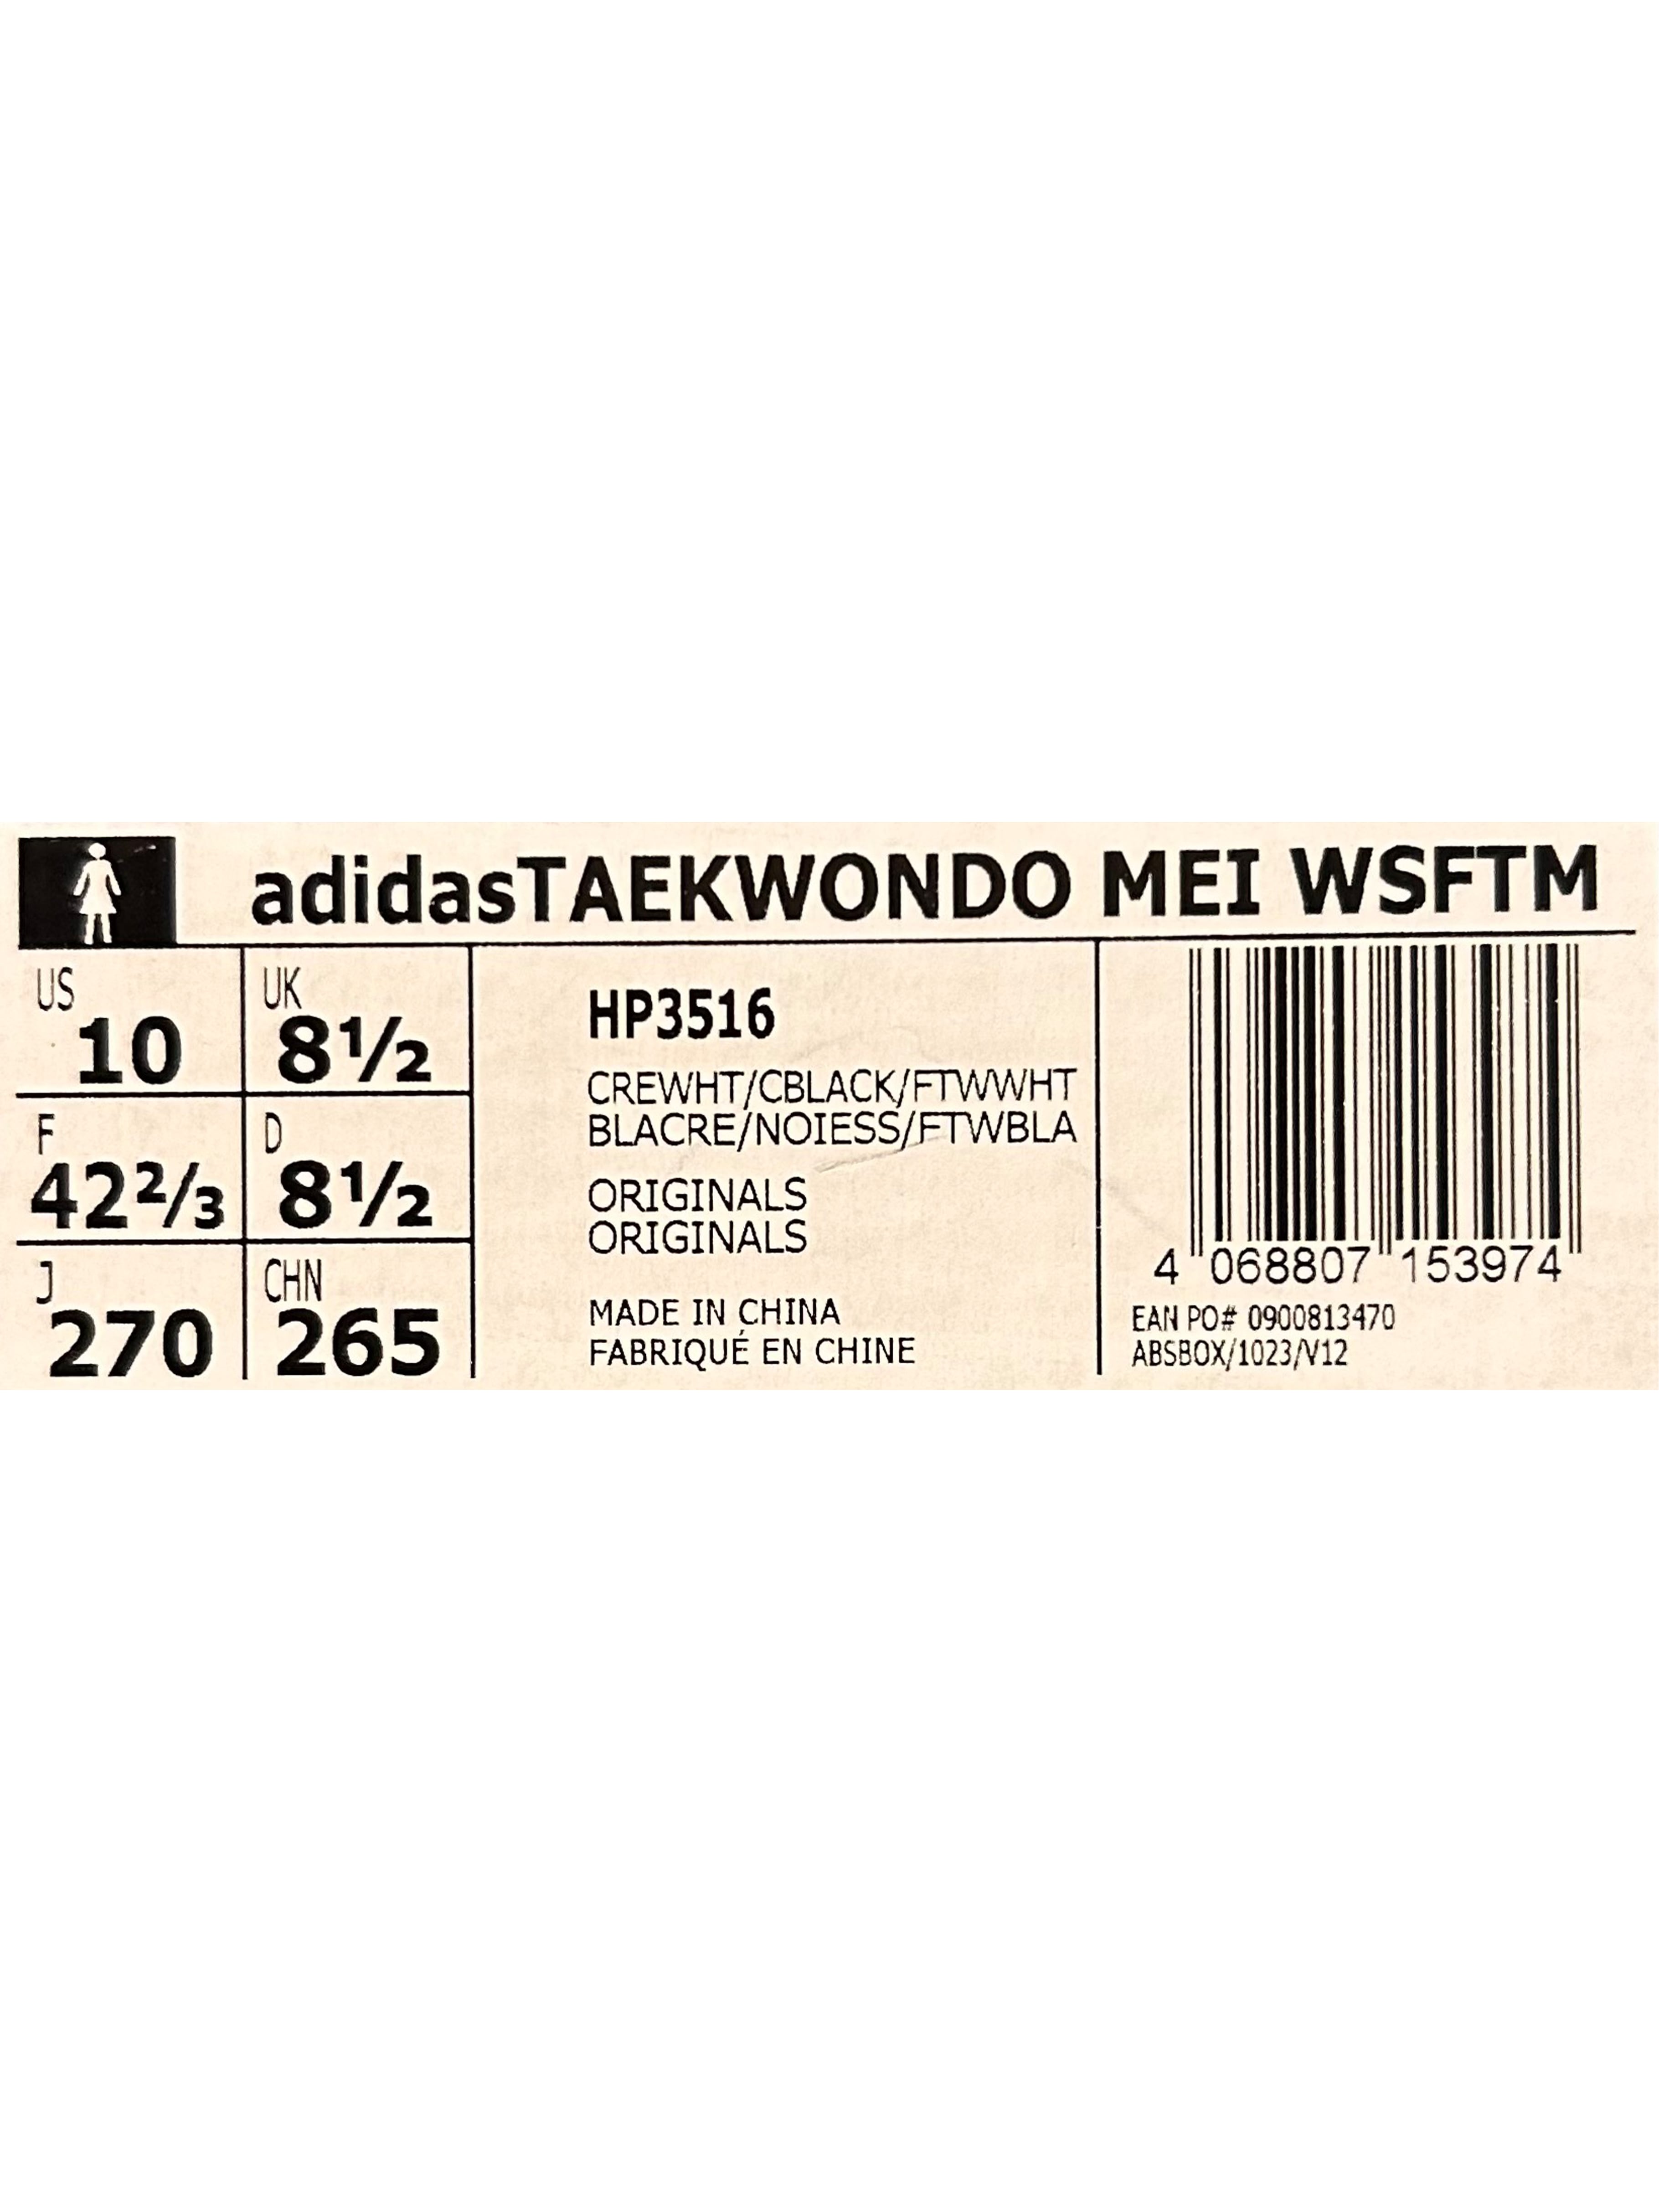 adidasTAEKWONDO MEI WSFTM
US
10
UK
8½
F
42⅔
D
8½
J
270
CHN
265
HP3516
CREWHT/CBLACK/FTWWHT
BLACRE/NOIESS/FTWBLA
ORIGINALS
ORIGINALS
MADE IN CHINA
FABRIQUÉ EN CHINE
4 068807 153974
EAN PO# 0900813470
ABSBOX/1023/V12